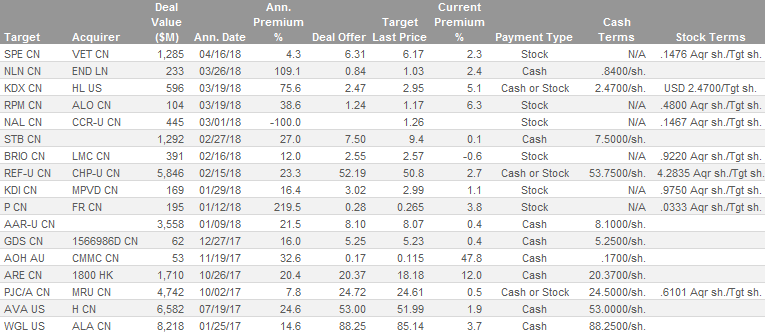 Deal Ann. Current
Value Premium Target Premium Cash
Target Acquirer ($M) Ann. Date % Deal Offer Last Price % Payment Type Terms Stock Terms
SPE CN VET CN 1,285 04/16/18 4.3 6.31 6.17 2.3 Stock N/A .1476 Aqr sh./Tgt sh.
NLN CN END LN 233 03/26/18 109.1 0.84 1.03 2.4 Cash .8400/sh.
KDX CN HL US 596 03/19/18 75.6 2.47 2.95 5.1 Cash or Stock 2.4700/sh. USD 2.4700/Tgt sh.
RPM CN ALO CN 104 03/19/18 38.6 1.24 1.17 6.3 Stock N/A .4800 Aqr sh./Tgt sh.
NAL CN CCR-U CN 445 03/01/18 -100.0 1.26 Stock N/A .1467 Aqr sh./Tgt sh.
STB CN 1,292 02/27/18 27.0 7.50 9.4 0.1 Cash 7.5000/sh.
BRIO CN LMC CN 391 02/16/18 12.0 2.55 2.57 -0.6 Stock N/A .9220 Aqr sh./Tgt sh.
REF-U CN CHP-U CN 5,846 02/15/18 23.3 52.19 50.8 2.7 Cash or Stock 53.7500/sh. 4.2835 Aqr sh./Tgt sh.
KDI CN MPVD CN 169 01/29/18 16.4 3.02 2.99 1.1 Stock N/A .9750 Aqr sh./Tgt sh.
P CN FR CN 195 01/12/18 219.5 0.28 0.265 3.8 Stock N/A .0333 Aqr sh./Tgt sh.
AAR-U CN 3,558 01/09/18 21.5 8.10 8.07 0.4 Cash 8.1000/sh.
GDS CN 1566986D CN 62 12/27/17 16.0 5.25 5.23 0.4 Cash 5.2500/sh.
AOH AU CMMC CN 53 11/19/17 32.6 0.17 0.115 47.8 Cash .1700/sh.
ARE CN 1800 HK 1,710 10/26/17 20.4 20.37 18.18 12.0 Cash 20.3700/sh.
PJC/A CN MRU CN 4,742 10/02/17 7.8 24.72 24.61 0.5 Cash or Stock 24.5000/sh. .6101 Aqr sh./Tgt sh.
AVA US H CN 6,582 07/19/17 24.6 53.00 51.99 1.9 Cash 53.0000/sh.
WGL US ALA CN 8,218 01/25/17 14.6 88.25 85.14 3.7 Cash 88.2500/sh.